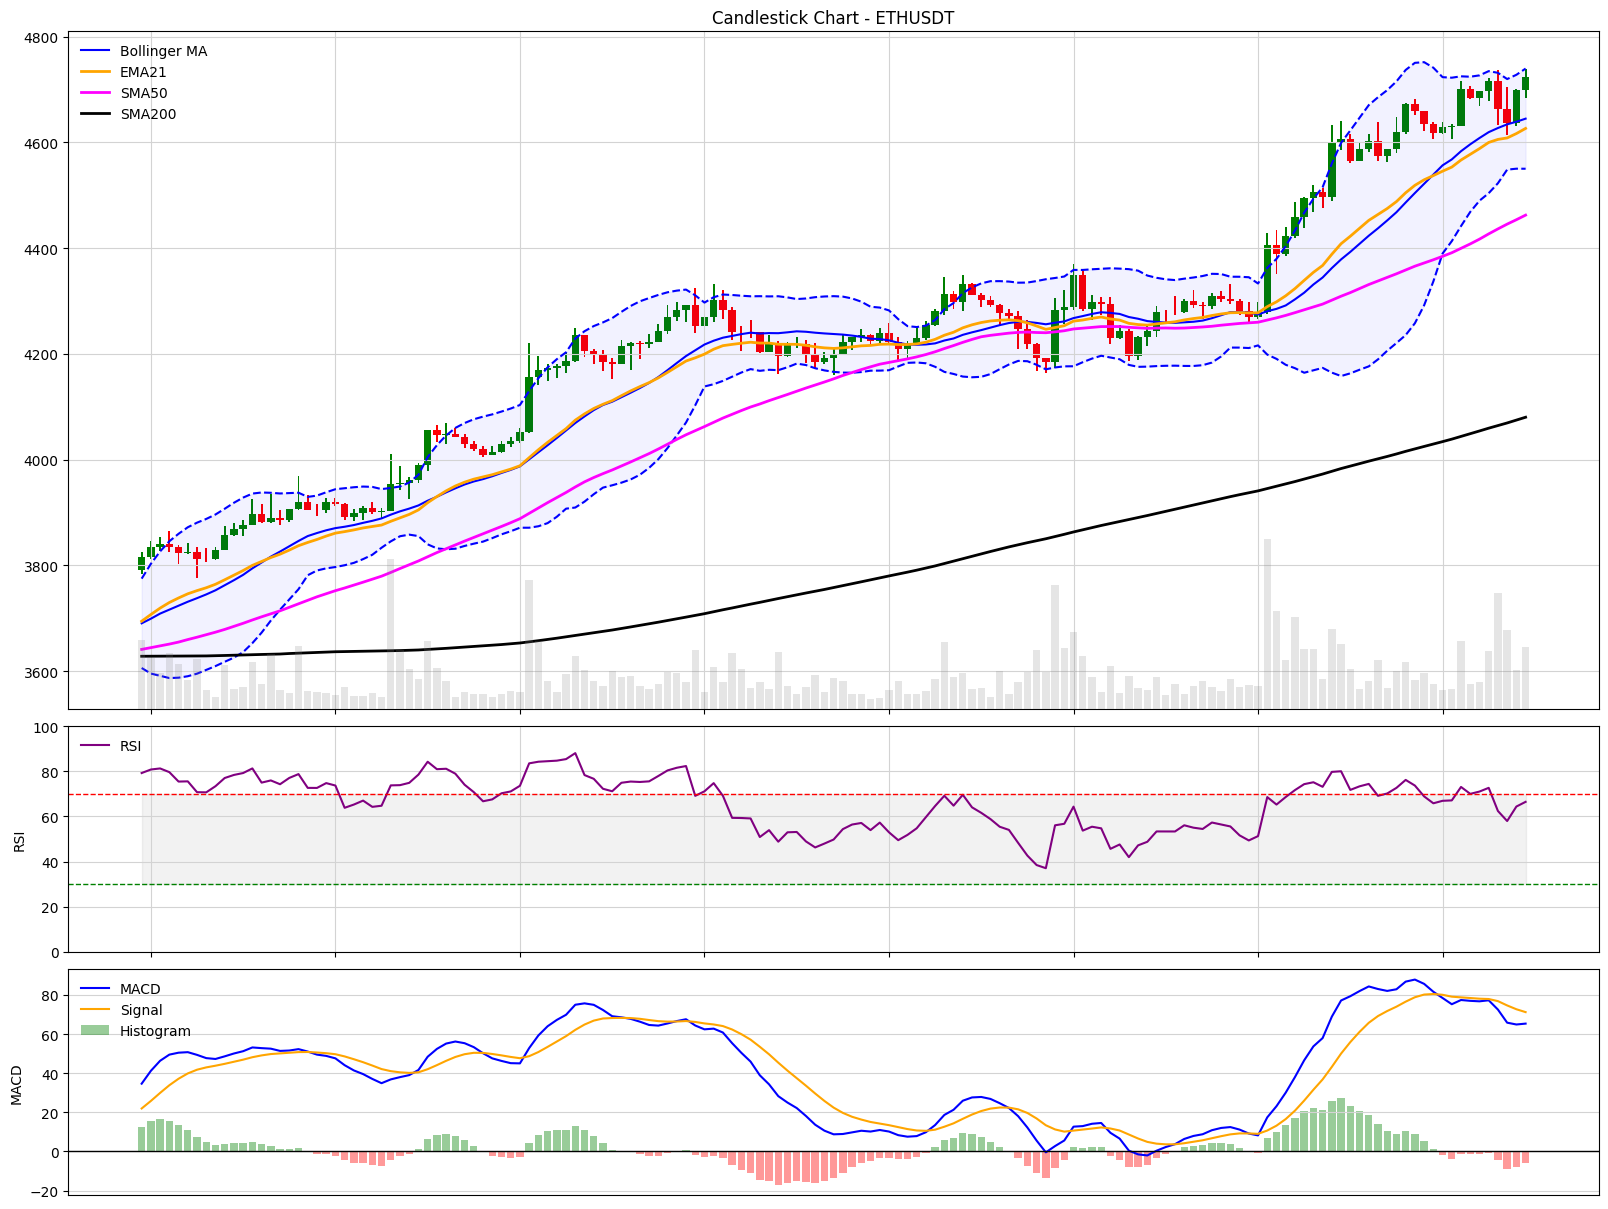 Candlestick Chart - ETHUSDT
4800
4600
4400
4200
4000
3800
3600
Bollinger MA
EMA21
SMA50
SMA200
100
80
60
40
20
0
RSI
RSI
80
60
40
20
0
−20
MACD
MACD
Signal
Histogram